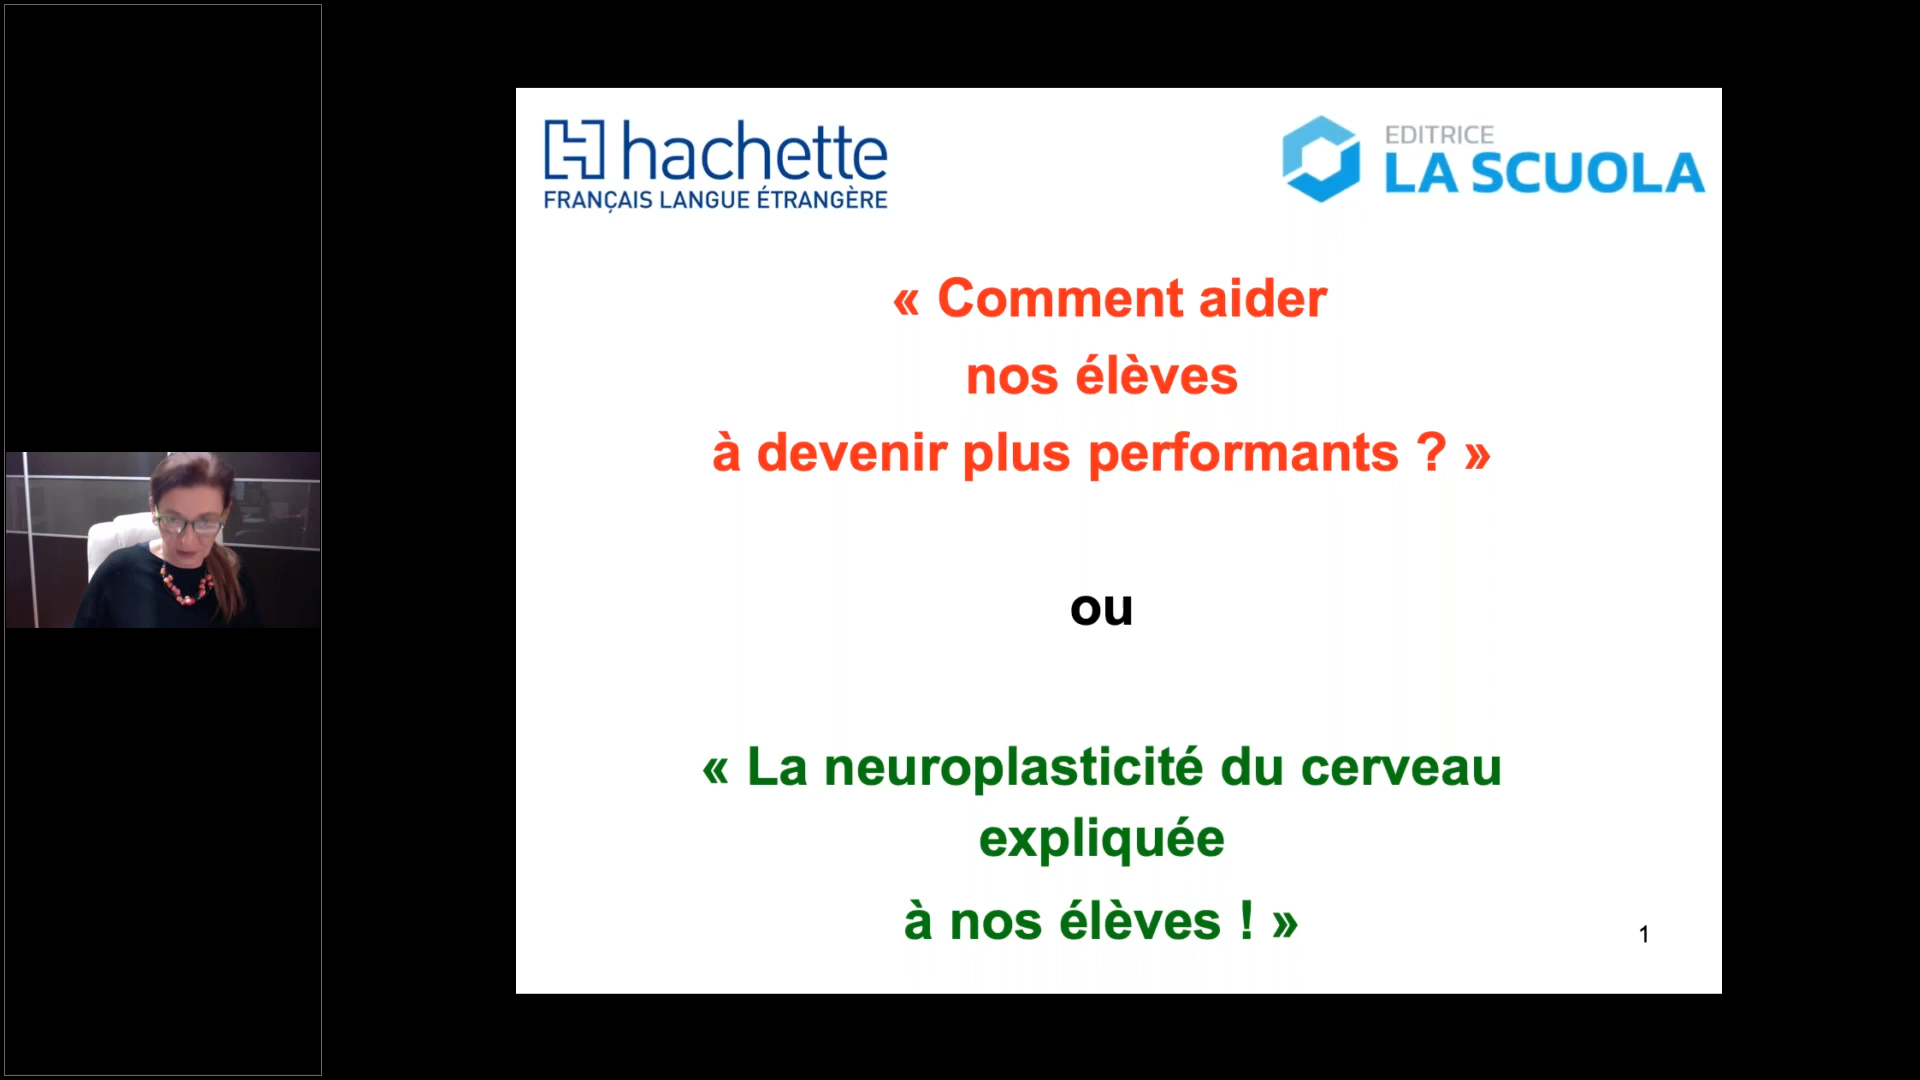 hachette
FRANÇAIS LANGUE ÉTRANGÈRE
EDITRICE
LA SCUOLA
« Comment aider
nos élèves
à devenir plus performants ? »
ou
« La neuroplasticité du cerveau
expliquée
à nos élèves ! »
1